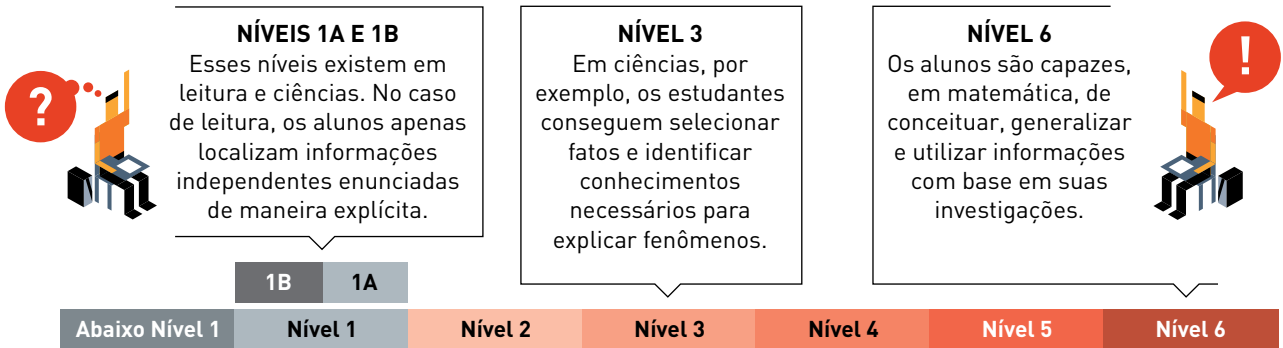 ?
NÍVEIS 1A E 1B
Esses níveis existem em
leitura e ciências. No caso
de leitura, os alunos apenas
localizam informações
independentes enunciadas
de maneira explícita.
NÍVEL 3
Em ciências, por
exemplo, os estudantes
conseguem selecionar
fatos e identificar
conhecimentos
necessários para
explicar fenômenos.
NÍVEL 6
Os alunos são capazes,
em matemática, de
conceituar, generalizar
e utilizar informações
com base em suas
investigações.
!
1B 1A
Abaixo Nível 1 Nível 1 Nível 2 Nível 3 Nível 4 Nível 5 Nível 6